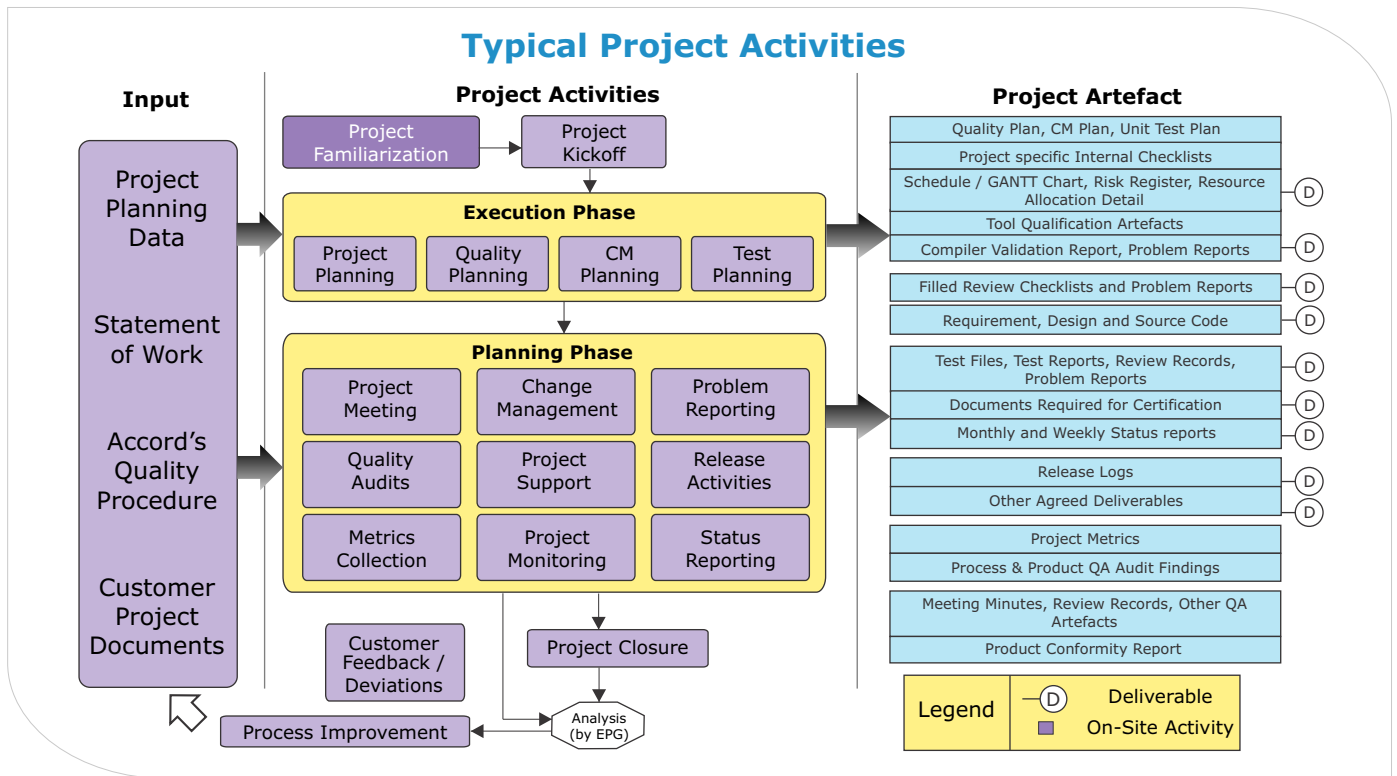 Typical Project Activities
Input
Project
Planning
Data
Statement
of Work
Accord's
Quality
Procedure
Customer
Project
Documents
Project Activities
Project
Familiarization
Project
Kickoff
Execution Phase
Project
Planning
Quality
Planning
CM
Planning
Test
Planning
Planning Phase
Project
Meeting
Change
Management
Problem
Reporting
Quality
Audits
Project
Support
Release
Activities
Metrics
Collection
Project
Monitoring
Status
Reporting
Customer
Feedback /
Deviations
Project Closure
Process Improvement
Analysis
(by EPG)
Project Artefact
Quality Plan, CM Plan, Unit Test Plan
Project specific Internal Checklists
Schedule / GANTT Chart, Risk Register, Resource
Allocation Detail
D
Tool Qualification Artefacts
Compiler Validation Report, Problem Reports
D
Filled Review Checklists and Problem Reports
D
Requirement, Design and Source Code
D
Test Files, Test Reports, Review Records,
Problem Reports
D
Documents Required for Certification
D
Monthly and Weekly Status reports
D
Release Logs
D
Other Agreed Deliverables
D
Project Metrics
Process & Product QA Audit Findings
Meeting Minutes, Review Records, Other QA
Artefacts
Product Conformity Report
Legend
D
Deliverable
On-Site Activity